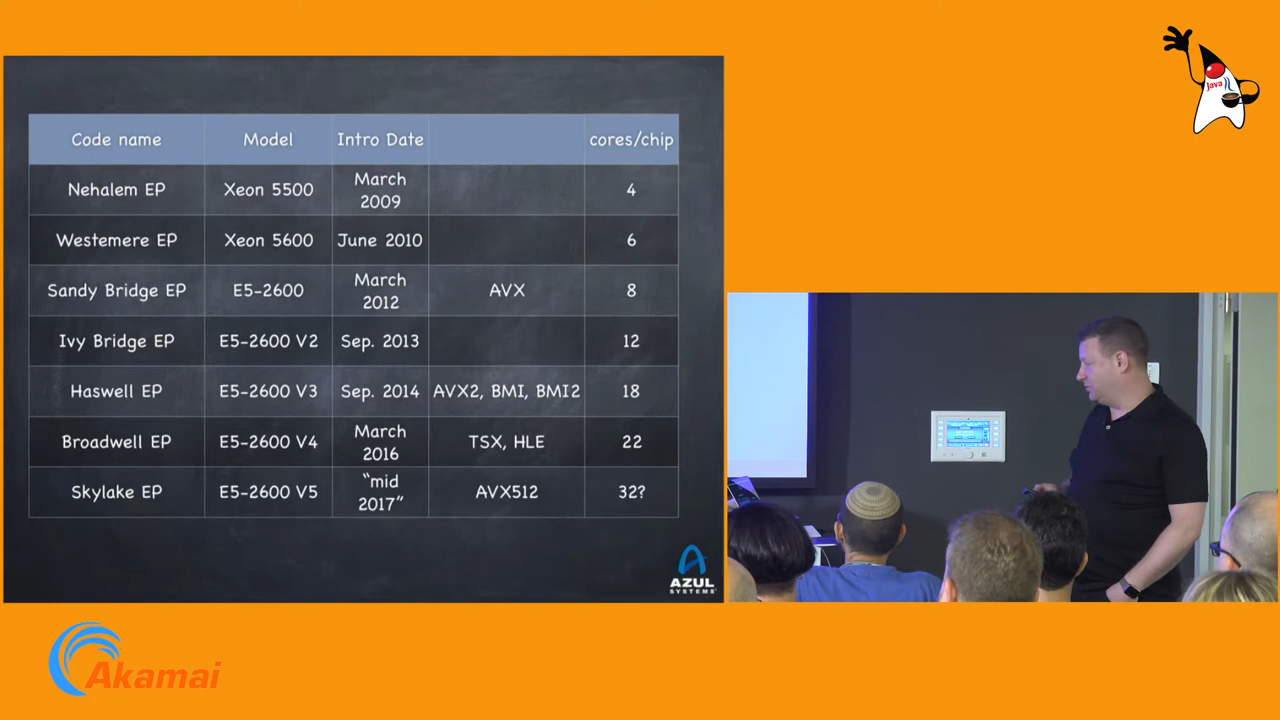 Java
Code name Model Intro Date cores/chip
Nehalem EP Xeon 5500 March 2009 4
Westemere EP Xeon 5600 June 2010 6
Sandy Bridge EP E5-2600 March 2012 AVX 8
Ivy Bridge EP E5-2600 V2 Sep. 2013 12
Haswell EP E5-2600 V3 Sep. 2014 AVX2, BMI, BMI2 18
Broadwell EP E5-2600 V4 March 2016 TSX, HLE 22
Skylake EP E5-2600 V5 “mid 2017” AVX512 32?
AZUL
SYSTEMS
Akamai